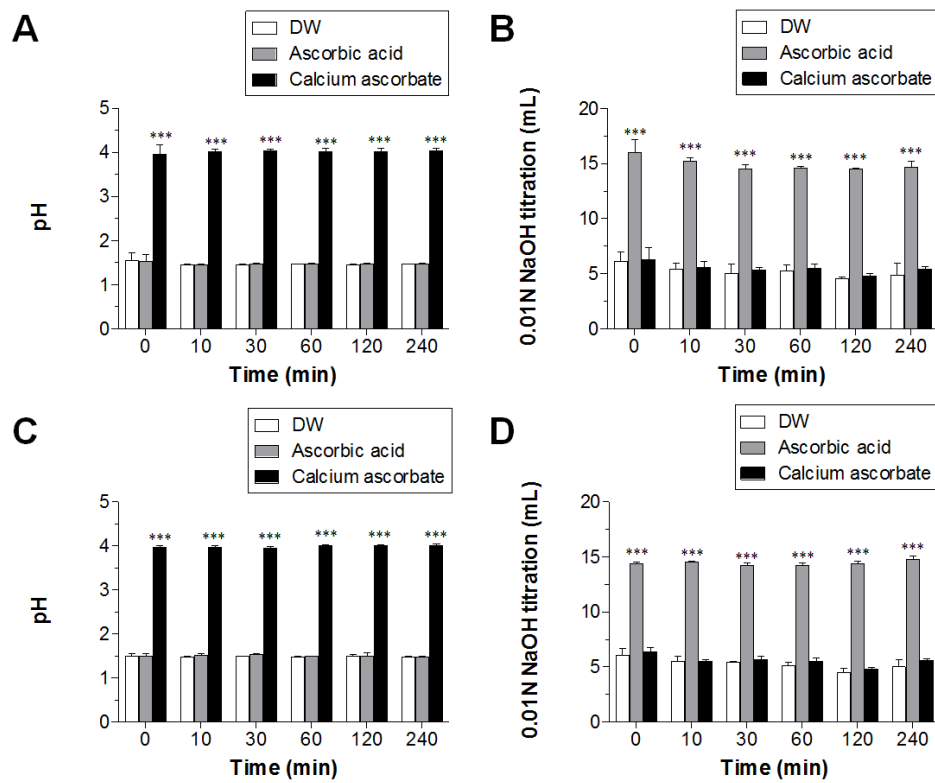 A
DW
Ascorbic acid
Calcium ascorbate
pH
5
4
3
2
1
0
*** *** *** *** *** ***
0 10 30 60 120 240
Time (min)
B
DW
Ascorbic acid
Calcium ascorbate
0.01N NaOH titration (mL)
20
15
10
5
0
*** *** *** *** *** ***
0 10 30 60 120 240
Time (min)
C
DW
Ascorbic acid
Calcium ascorbate
pH
5
4
3
2
1
0
*** *** *** *** *** ***
0 10 30 60 120 240
Time (min)
D
DW
Ascorbic acid
Calcium ascorbate
0.01N NaOH titration (mL)
20
15
10
5
0
*** *** *** *** *** ***
0 10 30 60 120 240
Time (min)